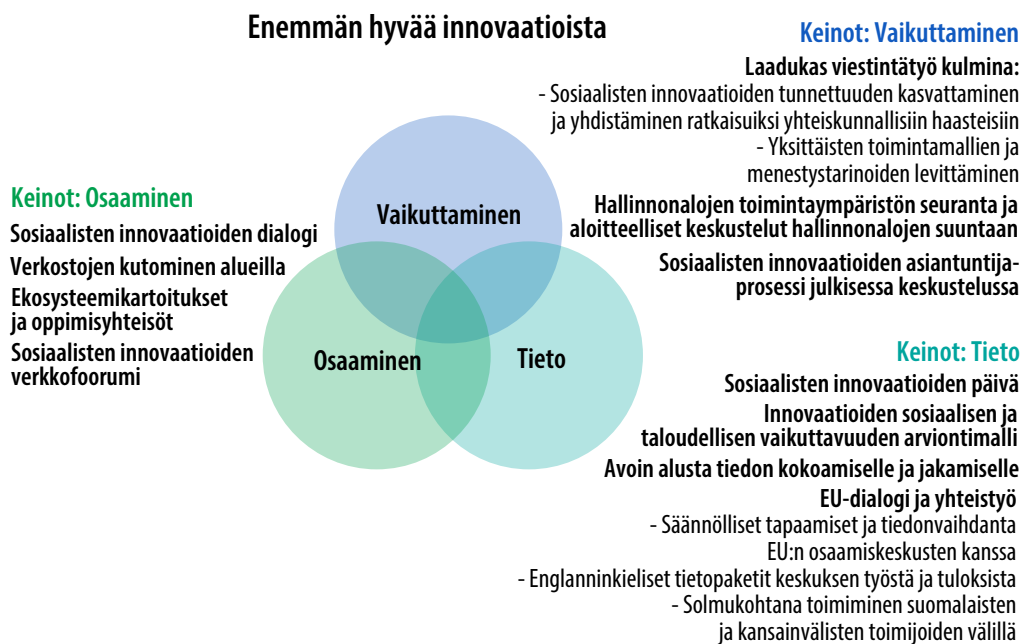 Enemmän hyvää innovaatioista
Keinot: Vaikuttaminen
Laadukas viestintätyö kulmina:
- Sosiaalisten innovaatioiden tunnettuuden kasvattaminen
ja yhdistäminen ratkaisuiksi yhteiskunnallisiin haasteisiin
- Yksittäisten toimintamallien ja
menestystarinoiden levittäminen
Hallinnonalojen toimintaympäristön seuranta ja
aloitteelliset keskustelut hallinnonalojen suuntaan
Sosiaalisten innovaatioiden asiantuntija-
prosessi julkisessa keskustelussa
Keinot: Osaaminen
Sosiaalisten innovaatioiden dialogi
Verkostojen kutominen alueilla
Ekosysteemikartoitukset
ja oppimisyhteisöt
Sosiaalisten innovaatioiden
verkkofoorumi
Vaikuttaminen
Osaaminen
Tieto
Keinot: Tieto
Sosiaalisten innovaatioiden päivä
Innovaatioiden sosiaalisen ja
taloudellisen vaikuttavuuden arviontimalli
Avoin alusta tiedon kokoamiselle ja jakamiselle
EU-dialogi ja yhteistyö
- Säännölliset tapaamiset ja tiedonvaihdanta
EU:n osaamiskeskusten kanssa
- Englanninkieliset tietopaketit keskuksen työstä ja tuloksista
- Solmukohtana toimiminen suomalaisten
ja kansainvälisten toimijoiden välillä